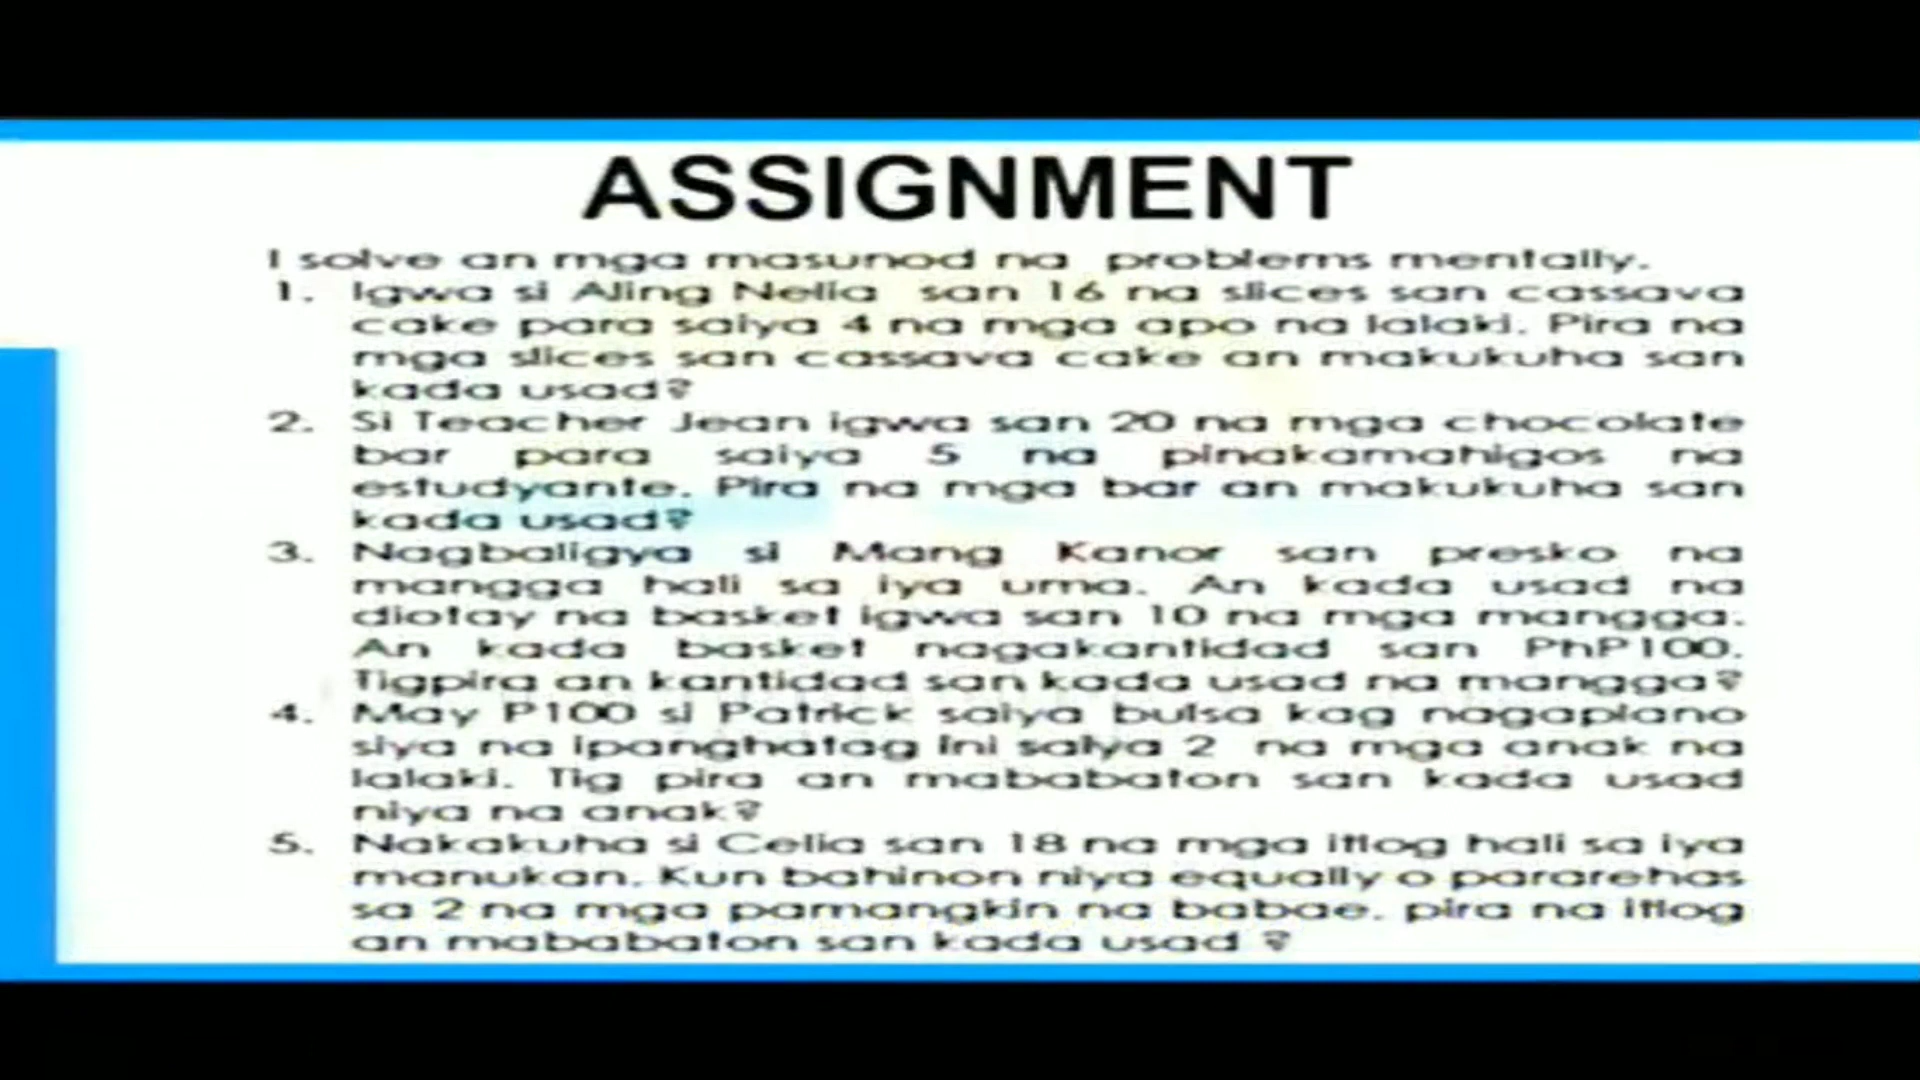 ASSIGNMENT
I solve an mga masunod na problems mentally.
1. Igwa si Aling Nelia san 16 na slices san cassava
cake para saiya 4 na mga apo na lalaki. Pira na
mga slices san cassava cake an makukuha san
kada usad?
2. Si Teacher Jean igwa san 20 na mga chocolate
bar para saiya 5 na pinakamahigos na
estudyante. Pira na mga bar an makukuha san
kada usad?
3. Nagbaligya si Mang Kanor san presko na
mangga hali sa iya uma. An kada usad na
diotay na basket igwa san 10 na mga mangga.
An kada basket nagakantidad san PhP100.
Tigpira an kantidad san kada usad na mangga?
4. May P100 si Patrick saiya bulsa kag nagaplano
siya na ipanghatag ini saiya 2 na mga anak na
lalaki. Tig pira an mababaton san kada usad
niya na anak?
5. Nakakuha si Celia san 18 na mga itlog hali sa iya
manukan. Kun bahinon niya equally o pararehas
sa 2 na mga pamangkin na babae. pira na itlog
an mababaton san kada usad ?